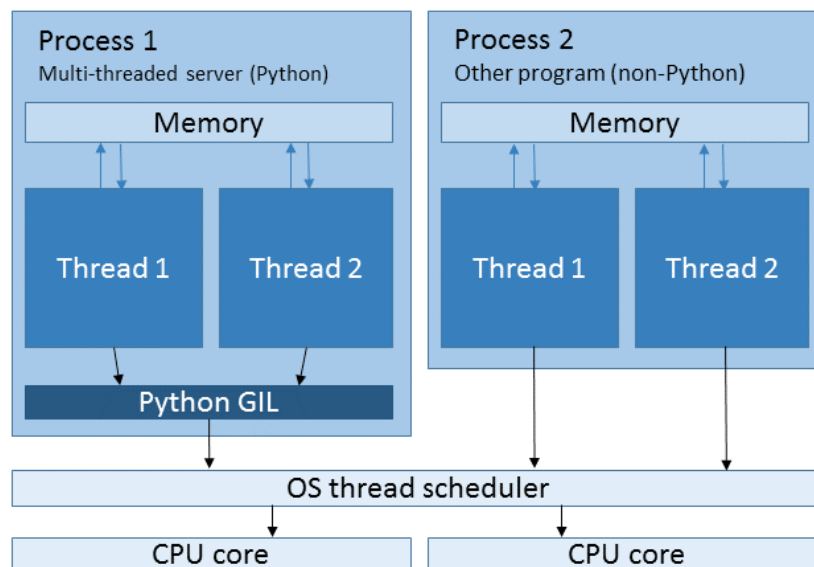 Process 1
Multi-threaded server (Python)
Memory
Thread 1
Thread 2
Python GIL
Process 2
Other program (non-Python)
Memory
Thread 1
Thread 2
OS thread scheduler
CPU core
CPU core